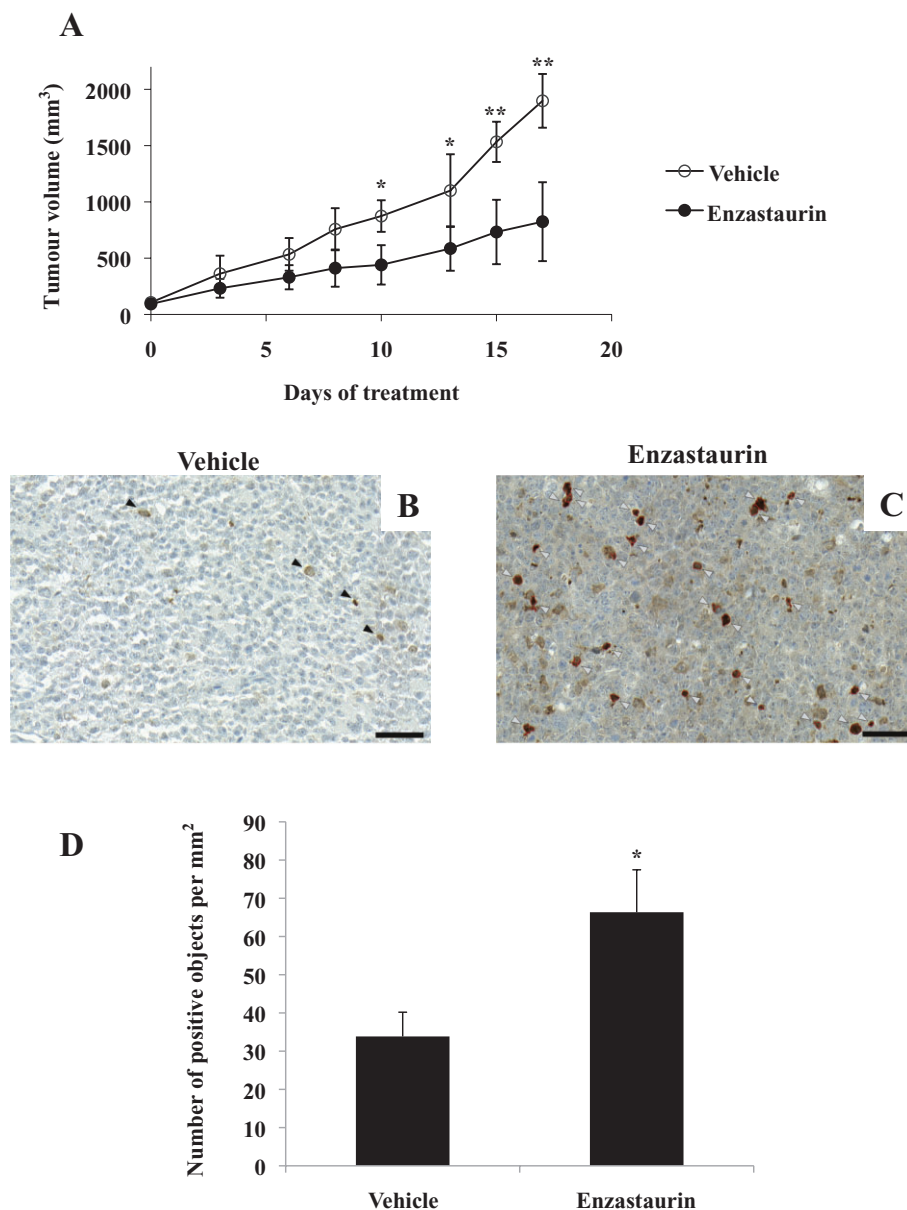 A
Tumour volume (mm³)
2000
1500
1000
500
0
* * ** **
0 5 10 15 20
Days of treatment
Vehicle
Enzastaurin
Vehicle
B
Enzastaurin
C
D
Number of positive objects per mm²
90
80
70
60
50
40
30
20
10
0
*
Vehicle Enzastaurin